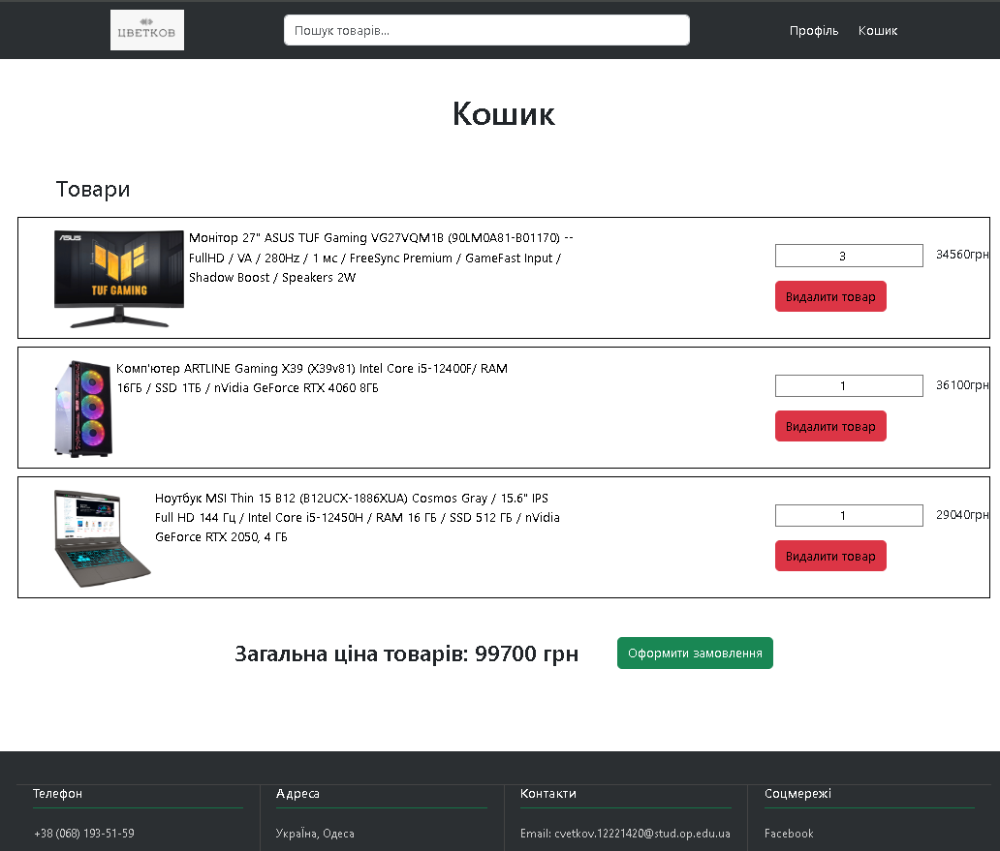 ЦВЕТКОВ
Пошук товарів...
Профіль
Кошик
Кошик
Товари
ASUS
TUF GAMING
Монітор 27" ASUS TUF Gaming VG27VQM1B (90LM0A81-B01170) --
FullHD / VA / 280Hz / 1 мс / FreeSync Premium / GameFast Input /
Shadow Boost / Speakers 2W
3
34560грн
Видалити товар
Комп'ютер ARTLINE Gaming X39 (X39v81) Intel Core i5-12400F/ RAM
16ГБ / SSD 1ТБ / nVidia GeForce RTX 4060 8ГБ
1
36100грн
Видалити товар
Ноутбук MSI Thin 15 B12 (B12UCX-1886XUA) Cosmos Gray / 15.6" IPS
Full HD 144 Гц / Intel Core i5-12450H / RAM 16 ГБ / SSD 512 ГБ / nVidia
GeForce RTX 2050, 4 ГБ
1
29040грн
Видалити товар
Загальна ціна товарів: 99700 грн
Оформити замовлення
Телефон
+38 (068) 193-51-59
Адреса
Україна, Одеса
Контакти
Email: cvetkov.12221420@stud.op.edu.ua
Соцмережі
Facebook